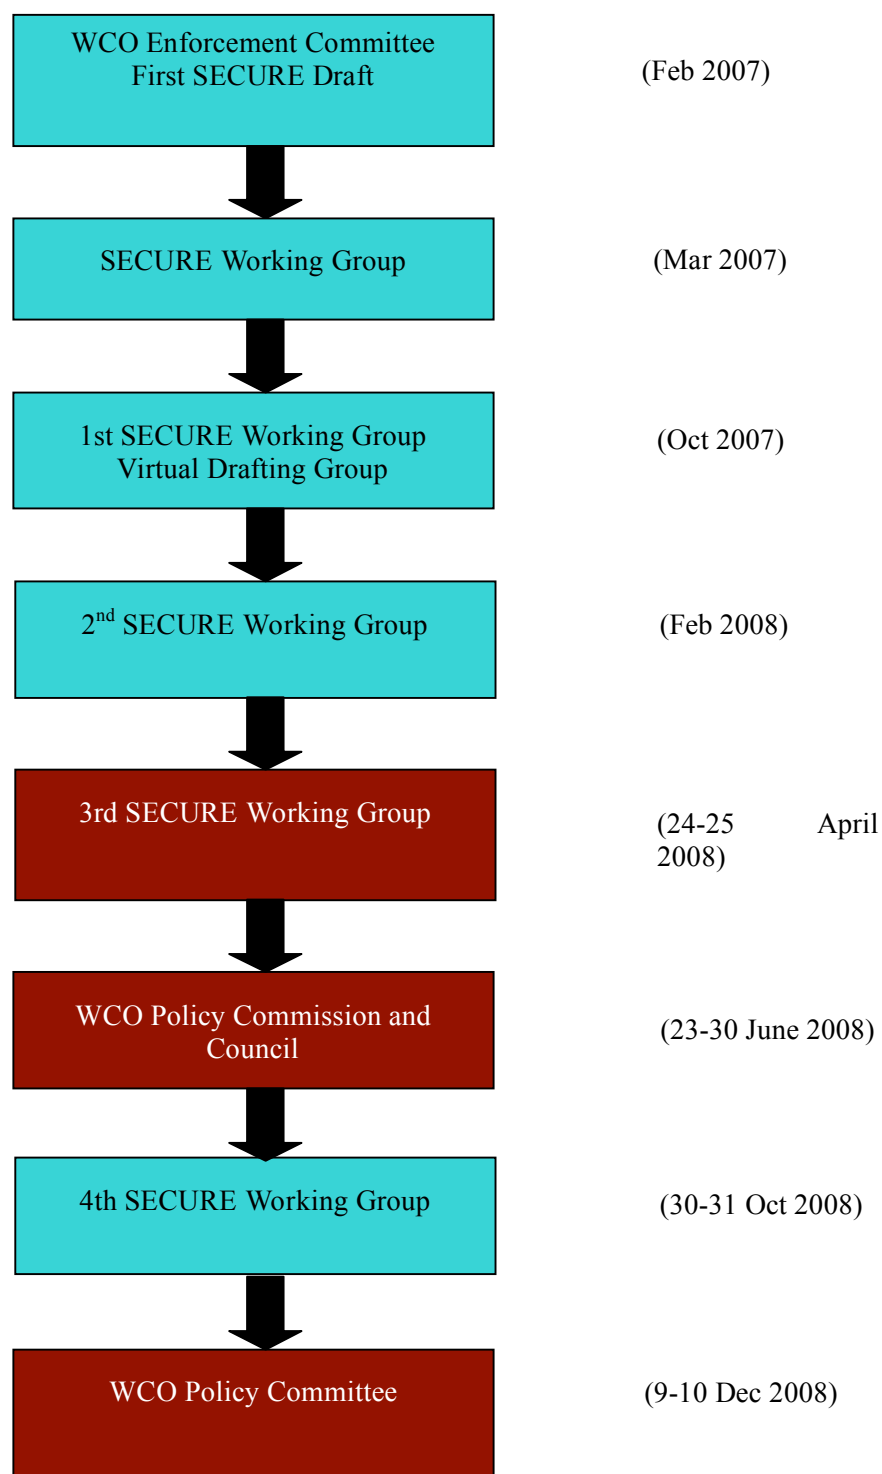 WCO Enforcement Committee
First SECURE Draft
(Feb 2007)
SECURE Working Group
(Mar 2007)
1st SECURE Working Group
Virtual Drafting Group
(Oct 2007)
2nd SECURE Working Group
(Feb 2008)
3rd SECURE Working Group
(24-25 April
2008)
WCO Policy Commission and
Council
(23-30 June 2008)
4th SECURE Working Group
(30-31 Oct 2008)
WCO Policy Committee
(9-10 Dec 2008)